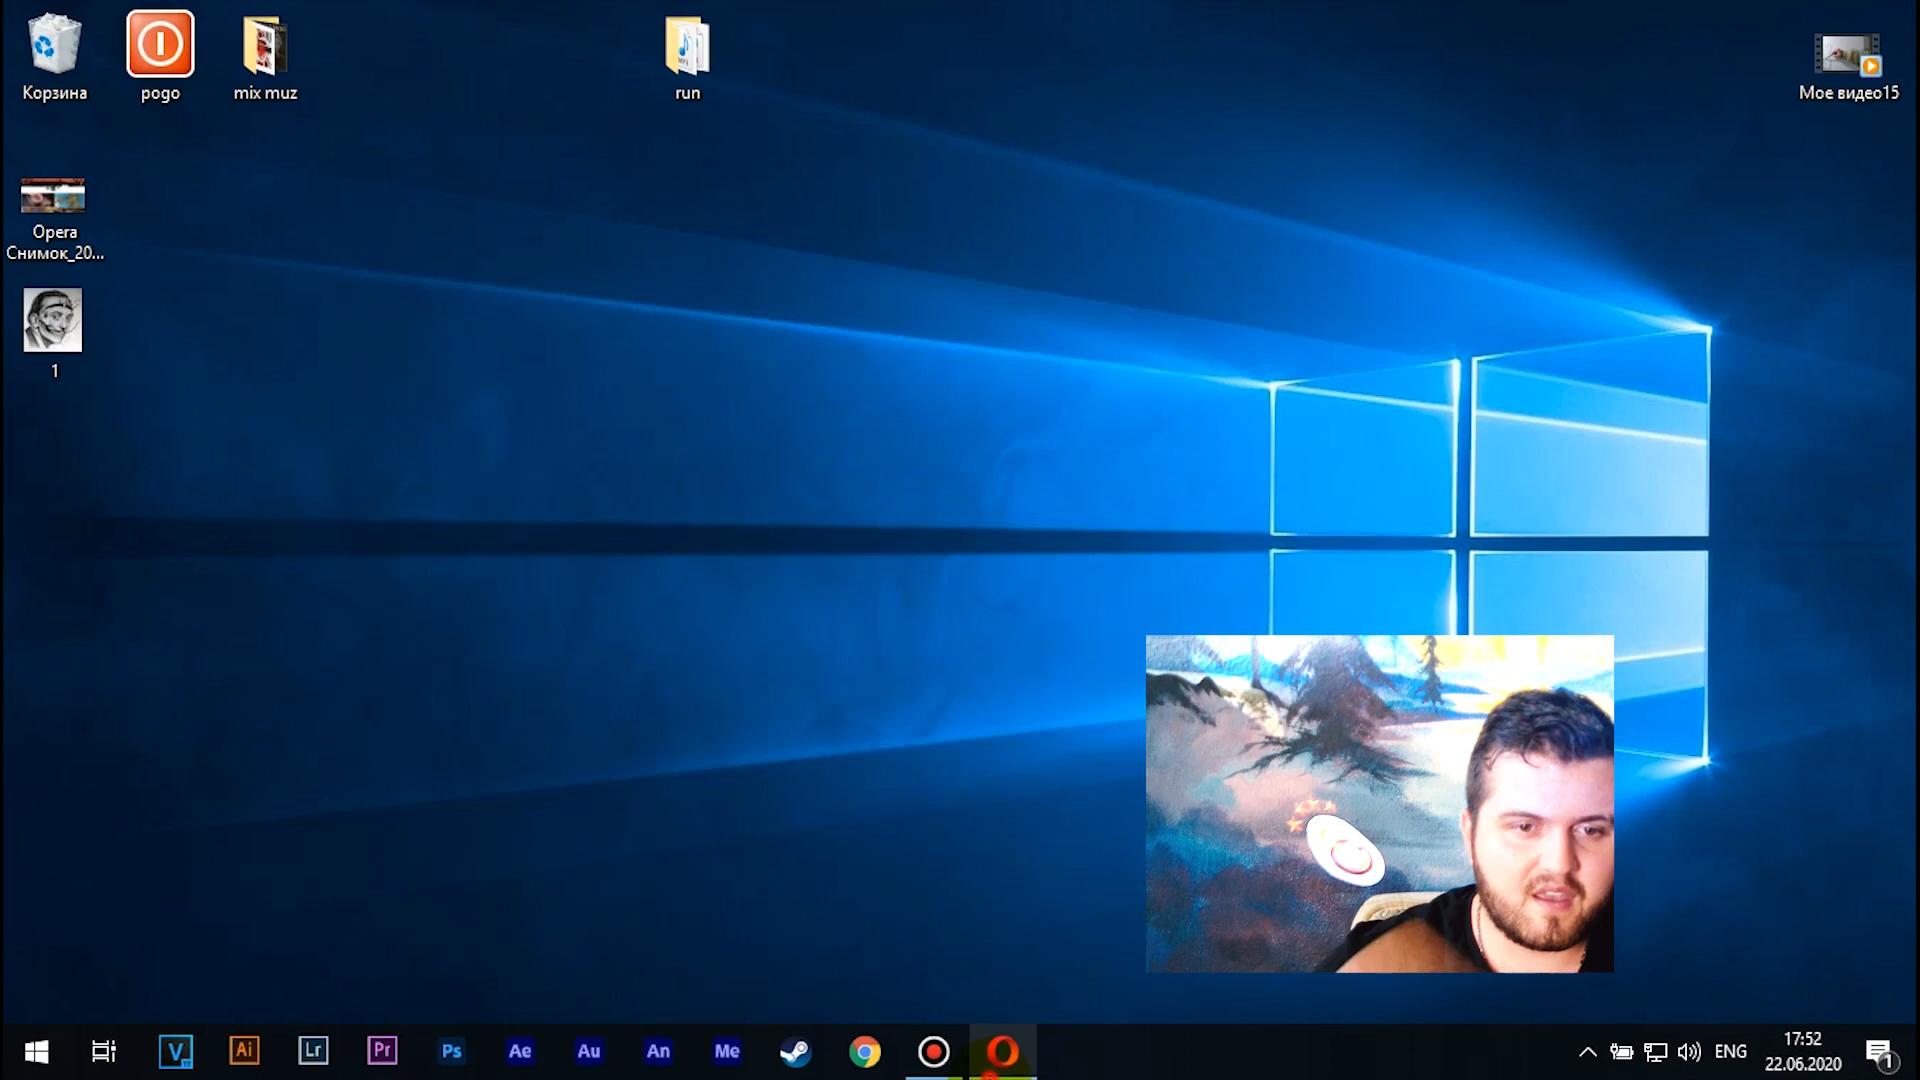 Корзина
pogo
mix muz
run
Мое видео15
Opera
Снимок_20...
1
V
Ai
Lr
Pr
Ps
Ae
Au
An
Me
ENG
17:52
22.06.2020
1